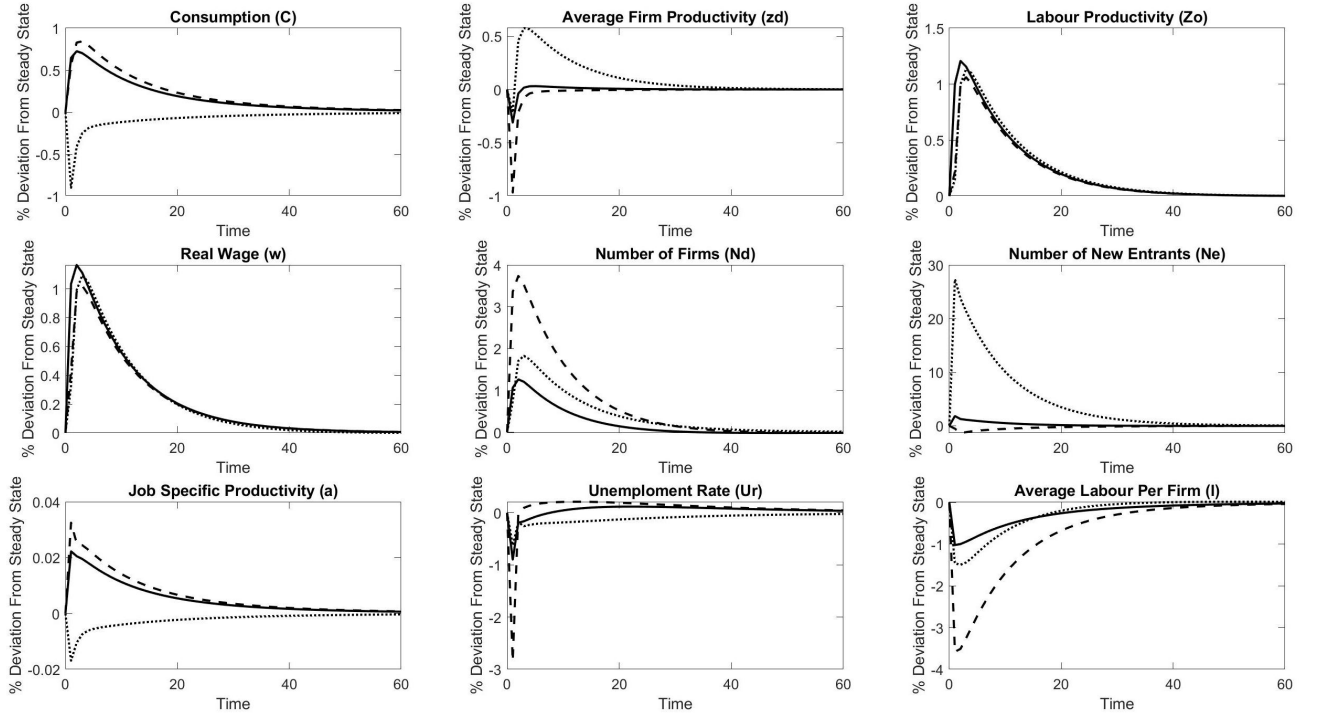 Consumption (C)
% Deviation From Steady State
1
0.5
0
-0.5
-1
0 20 40 60
Time
Average Firm Productivity (zd)
% Deviation From Steady State
0.5
0
-0.5
-1
0 20 40 60
Time
Labour Productivity (Zo)
% Deviation From Steady State
1.5
1
0.5
0
0 20 40 60
Time
Real Wage (w)
% Deviation From Steady State
1
0.8
0.6
0.4
0.2
0
0 20 40 60
Time
Number of Firms (Nd)
% Deviation From Steady State
4
3
2
1
0
0 20 40 60
Time
Number of New Entrants (Ne)
% Deviation From Steady State
30
20
10
0
0 20 40 60
Time
Job Specific Productivity (a)
% Deviation From Steady State
0.04
0.02
0
-0.02
0 20 40 60
Time
Unemploment Rate (Ur)
% Deviation From Steady State
0
-1
-2
-3
0 20 40 60
Time
Average Labour Per Firm (l)
% Deviation From Steady State
0
-1
-2
-3
-4
0 20 40 60
Time